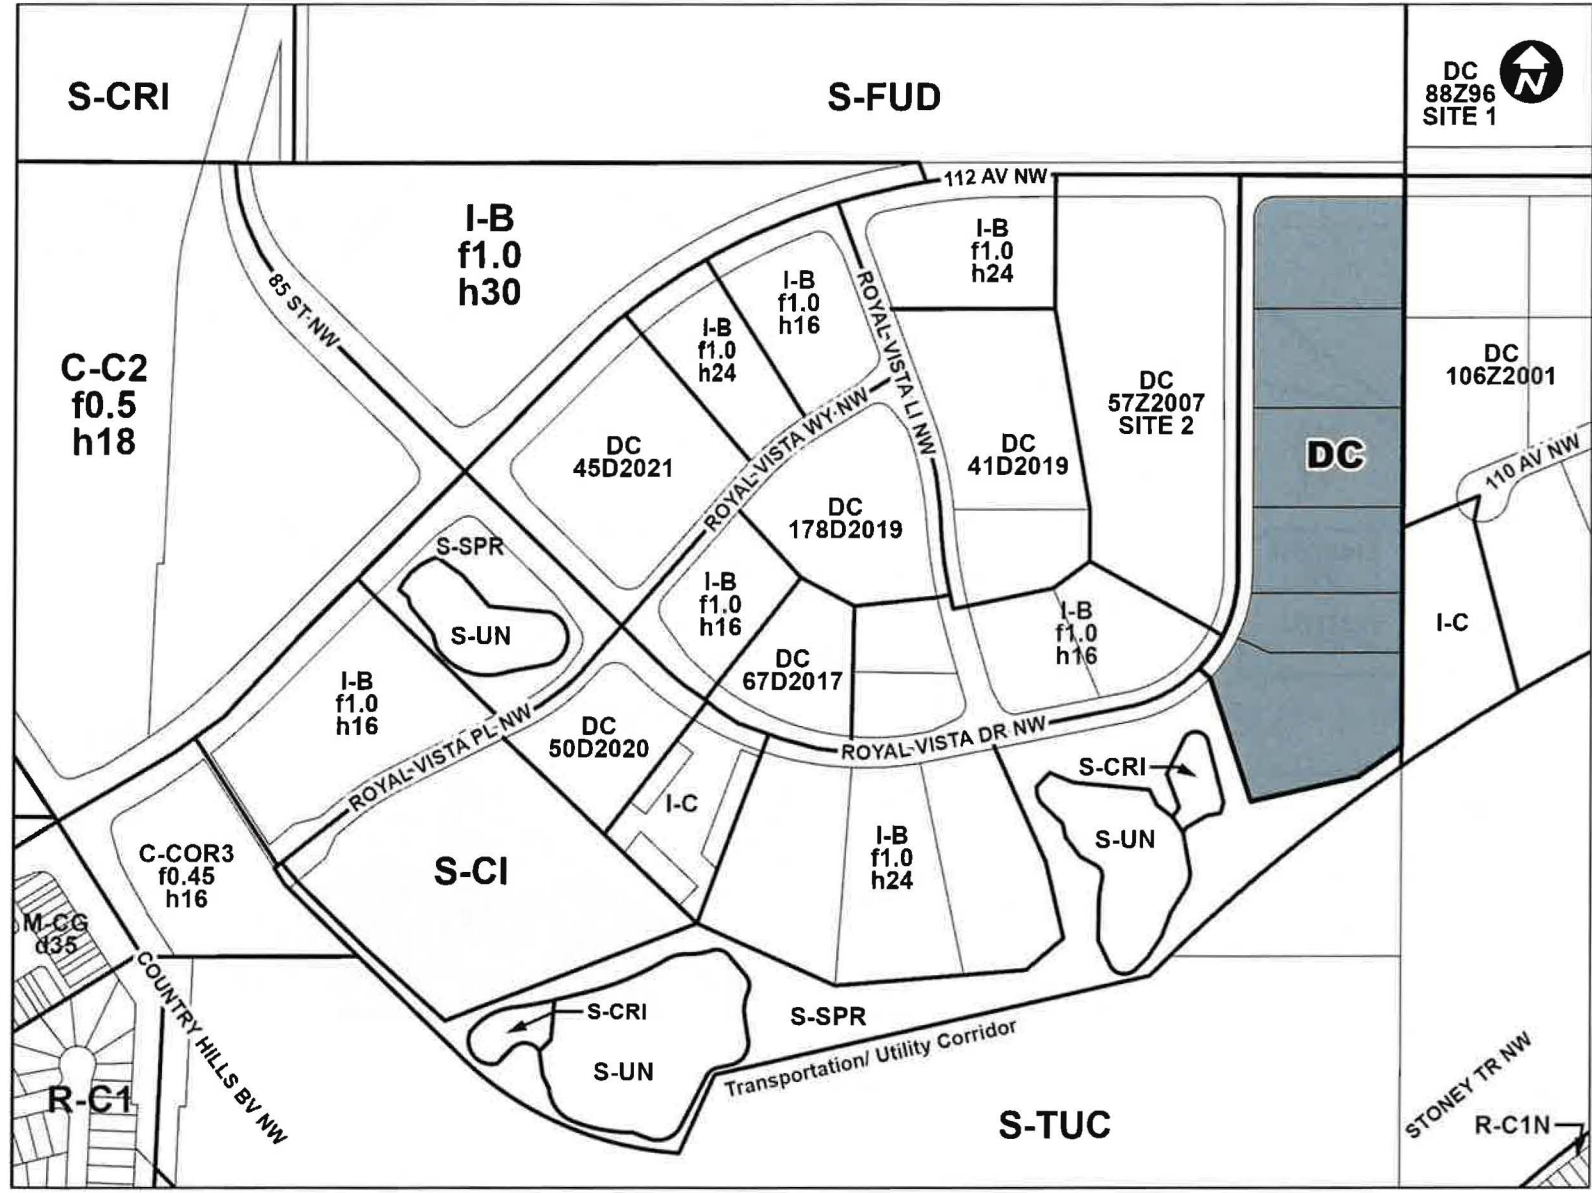 S-CRI
S-FUD
DC
88Z96
SITE 1
N
112 AV NW
I-B
f1.0
h30
I-B
f1.0
h24
I-B
f1.0
h16
I-B
f1.0
h24
85 ST NW
ROYAL VISTA LI NW
C-C2
f0.5
h18
DC
106Z2001
DC
57Z2007
SITE 2
DC
45D2021
DC
41D2019
DC
110 AV NW
ROYAL VISTA WY NW
DC
178D2019
S-SPR
S-UN
I-B
f1.0
h16
I-B
f1.0
h16
I-C
DC
67D2017
I-B
f1.0
h16
ROYAL VISTA PL NW
DC
50D2020
ROYAL VISTA DR NW
S-CRI
S-UN
I-C
I-B
f1.0
h24
C-COR3
f0.45
h16
S-CI
M-CG
d35
COUNTRY HILLS BV NW
S-CRI
S-UN
S-SPR
Transportation/ Utility Corridor
R-C1
S-TUC
STONEY TR NW
R-C1N